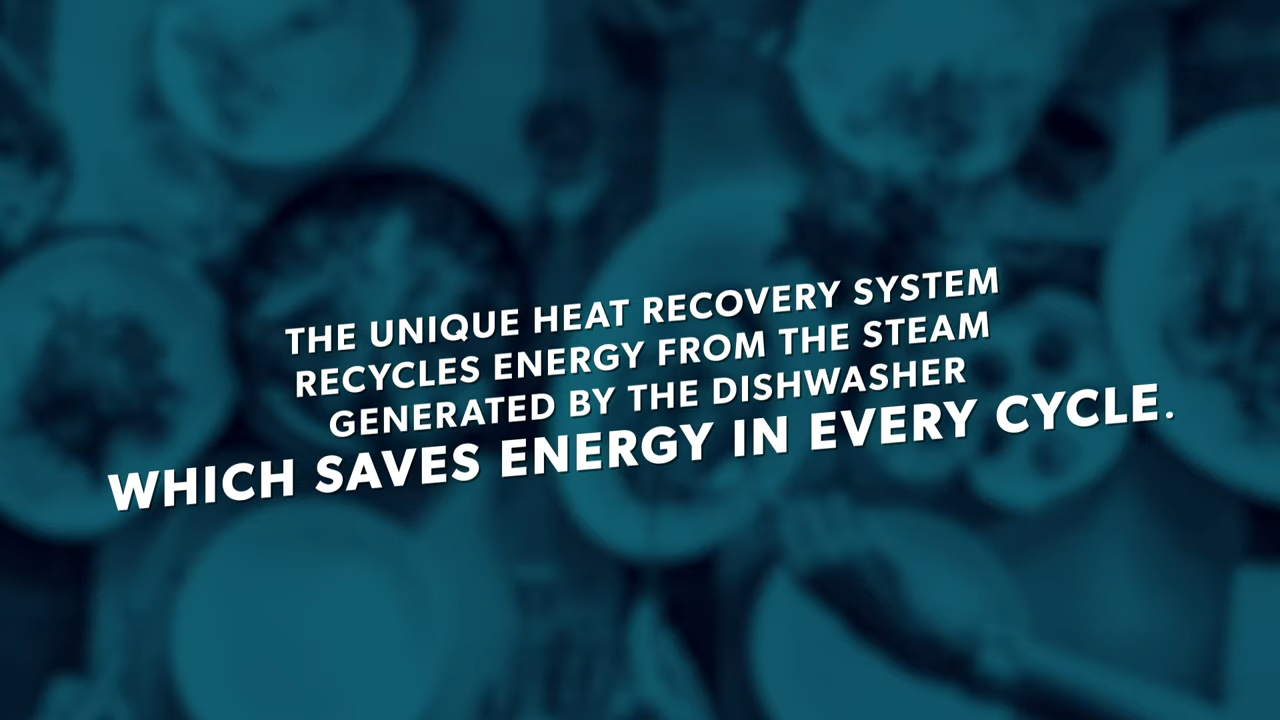 THE UNIQUE HEAT RECOVERY SYSTEM
RECYCLES ENERGY FROM THE STEAM
GENERATED BY THE DISHWASHER
WHICH SAVES ENERGY IN EVERY CYCLE.